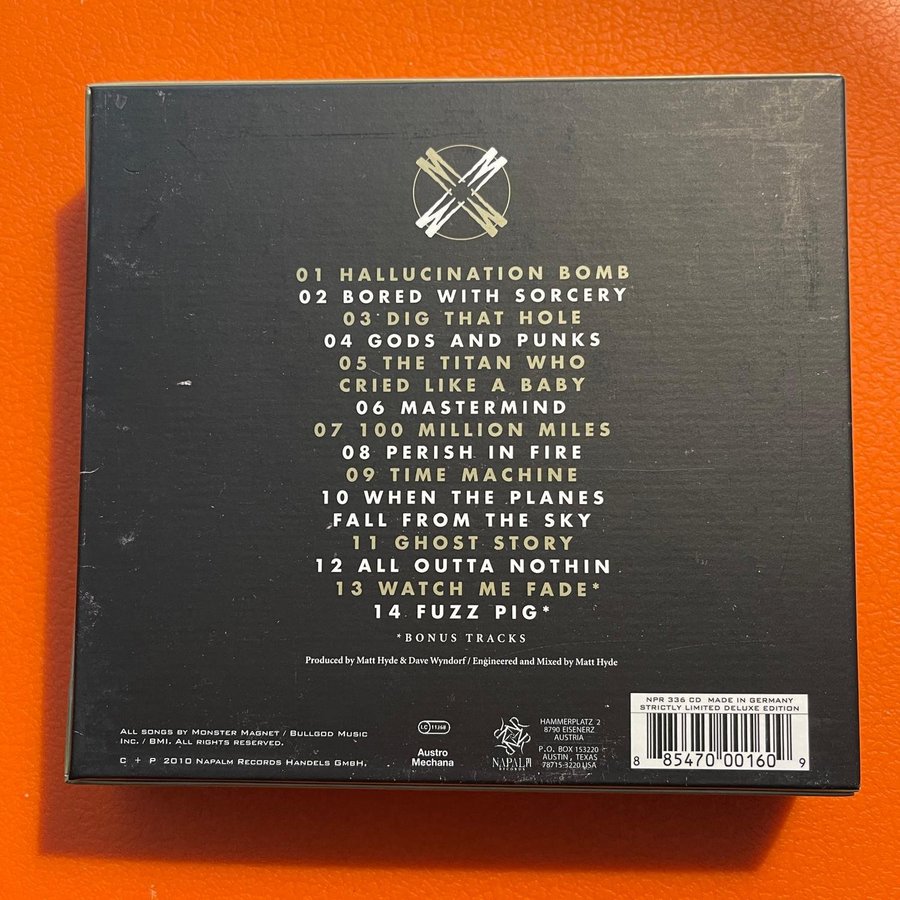 01 HALLUCINATION BOMB
02 BORED WITH SORCERY
03 DIG THAT HOLE
04 GODS AND PUNKS
05 THE TITAN WHO
CRIED LIKE A BABY
06 MASTERMIND
07 100 MILLION MILES
08 PERISH IN FIRE
09 TIME MACHINE
10 WHEN THE PLANES
FALL FROM THE SKY
11 GHOST STORY
12 ALL OUTTA NOTHIN
13 WATCH ME FADE*
14 FUZZ PIG*
*BONUS TRACKS
Produced by Matt Hyde & Dave Wyndorf / Engineered and Mixed by Matt Hyde
ALL SONGS BY MONSTER MAGNET / BULLGOD MUSIC
INC. / BMI. ALL RIGHTS RESERVED.
C + P 2010 NAPALM RECORDS HANDELS GMBH.
LC 11368
Austro
Mechana
NAPALM
RECORDS
HAMMERPLATZ 2
8790 EISENERZ
AUSTRIA
P.O. BOX 153220
AUSTIN, TEXAS
78715-3220 USA
NPR 336 CD MADE IN GERMANY
STRICTLY LIMITED DELUXE EDITION
8 85470 00160 9